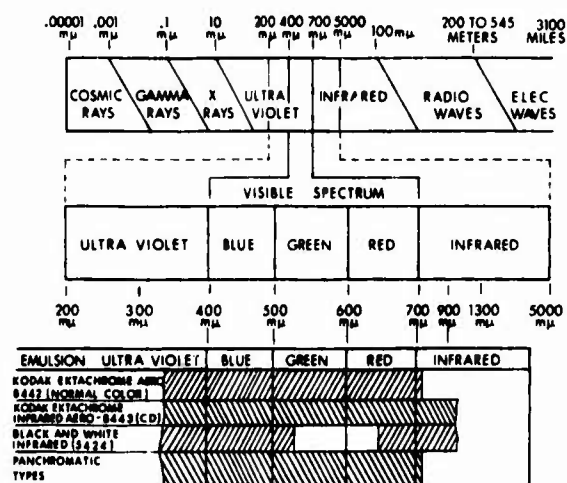 .00001 .001 .1 10 200 400 700 5000 100mμ 200 TO 545 3100
mμ mμ mμ mμ mμ mμ mμ mμ METERS MILES
COSMIC GAMMA X ULTRA INFRARED RADIO ELEC
RAYS RAYS RAYS VIOLET WAVES WAVES
VISIBLE SPECTRUM
ULTRA VIOLET BLUE GREEN RED INFRARED
200 300 400 500 600 700 900 1300 5000
mμ mμ mμ mμ mμ mμ mμ mμ mμ
EMULSION ULTRA VIOLET BLUE GREEN RED INFRARED
KODAK EKTACHROME AERO
8442 (NORMAL COLOR)
KODAK EKTACHROME
INFRARED AERO - 8443 (CD)
BLACK AND WHITE
INFRARED (5424)
PANCHROMATIC
TYPES